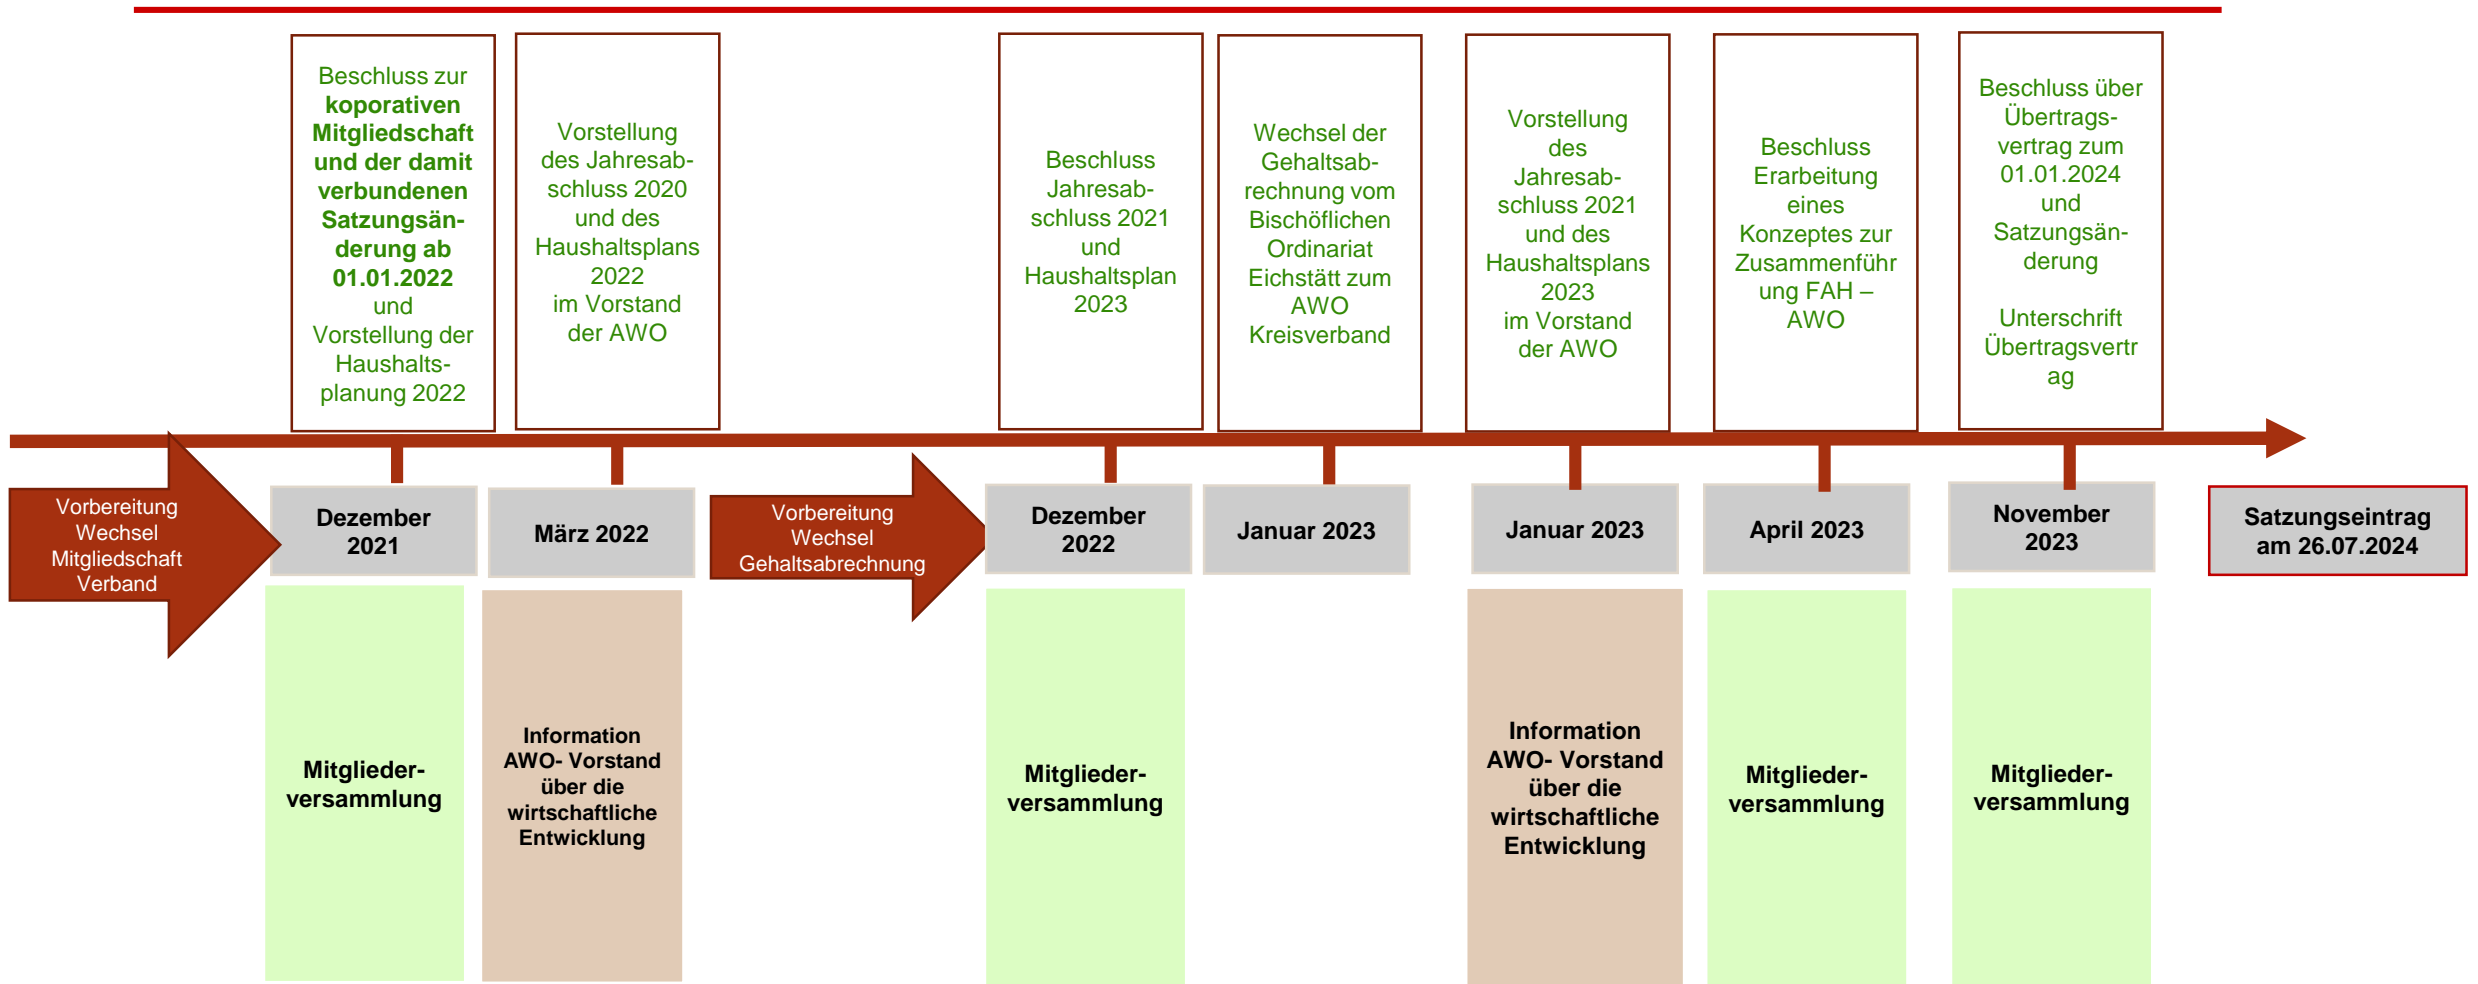 Beschluss zur
koporativen
Mitgliedschaft
und der damit
verbundenen
Satzungsän-
derung ab
01.01.2022
und
Vorstellung der
Haushalts-
planung 2022
Vorstellung
des Jahresab-
schluss 2020
und des
Haushaltsplans
2022
im Vorstand
der AWO
Beschluss
Jahresab-
schluss 2021
und
Haushaltsplan
2023
Wechsel der
Gehaltsab-
rechnung vom
Bischöflichen
Ordinariat
Eichstätt zum
AWO
Kreisverband
Vorstellung
des
Jahresab-
schluss 2021
und des
Haushaltsplans
2023
im Vorstand
der AWO
Beschluss
Erarbeitung
eines
Konzeptes zur
Zusammenführ
ung FAH –
AWO
Beschluss über
Übertrags-
vertrag zum
01.01.2024
und
Satzungsän-
derung
Unterschrift
Übertragsvertr
ag
Vorbereitung
Wechsel
Mitgliedschaft
Verband
Dezember
2021
März 2022
Vorbereitung
Wechsel
Gehaltsabrechnung
Dezember
2022
Januar 2023
Januar 2023
April 2023
November
2023
Satzungseintrag
am 26.07.2024
Mitglieder-
versammlung
Information
AWO- Vorstand
über die
wirtschaftliche
Entwicklung
Mitglieder-
versammlung
Information
AWO- Vorstand
über die
wirtschaftliche
Entwicklung
Mitglieder-
versammlung
Mitglieder-
versammlung